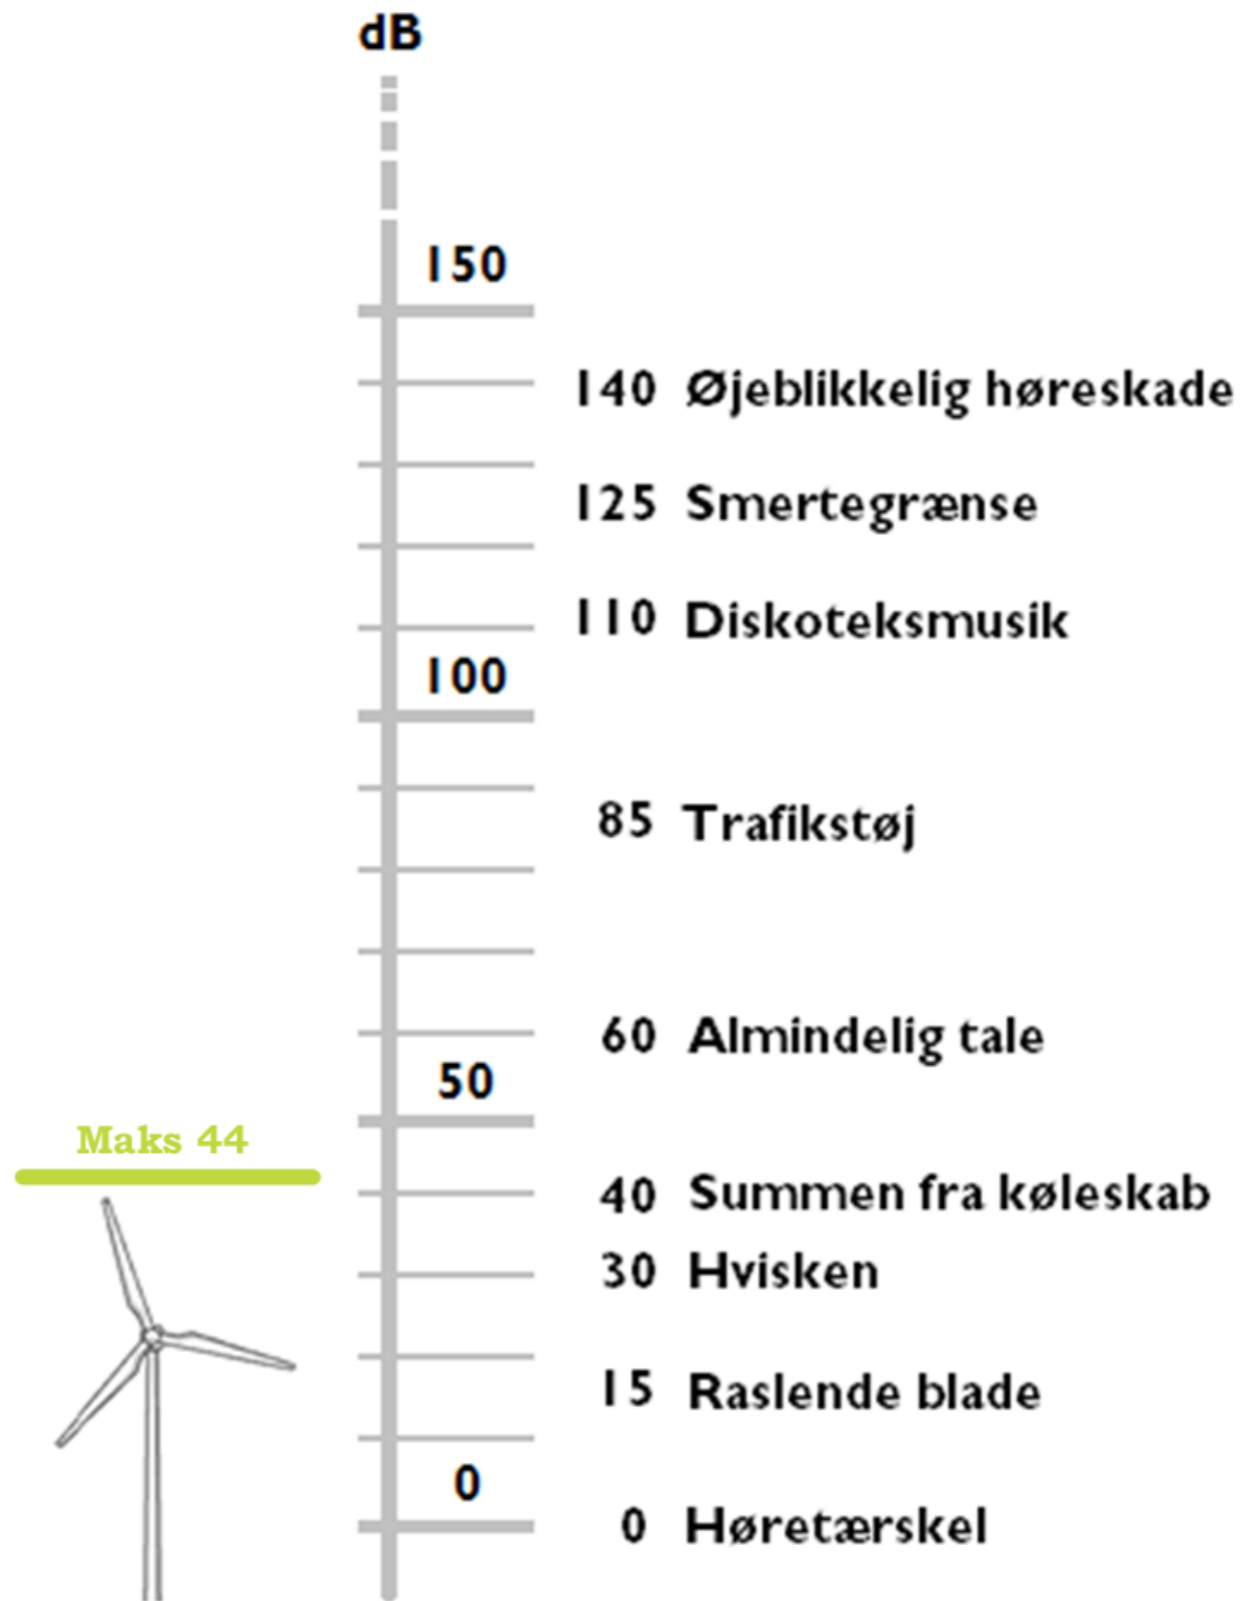 dB
150
140 Øjeblikkelig høreskade
125 Smertegrænse
110 Diskoteksmusik
100
85 Trafikstøj
60 Almindelig tale
50
Maks 44
40 Summen fra køleskab
30 Hvisken
15 Raslende blade
0
0 Høretærskel